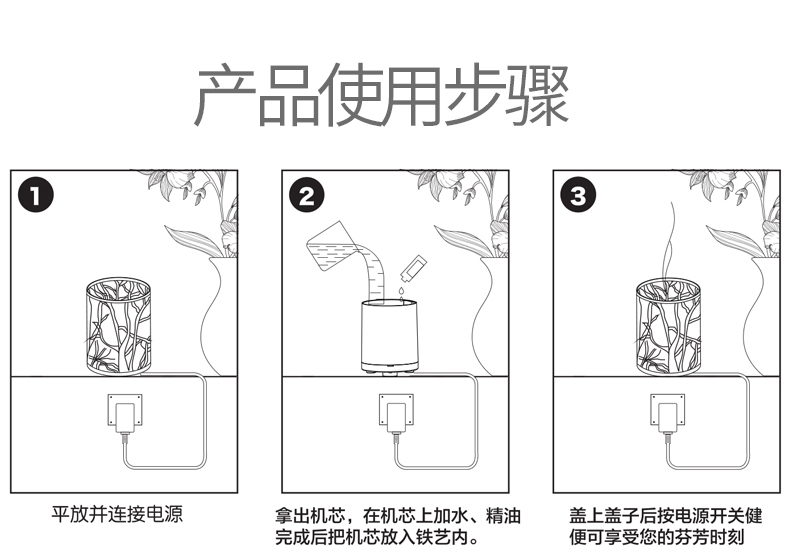 产品使用步骤
1
2
3
平放并连接电源
拿出机芯，在机芯上加水、精油
完成后把机芯放入铁艺内。
盖上盖子后按电源开关健
便可享受您的芬芳时刻